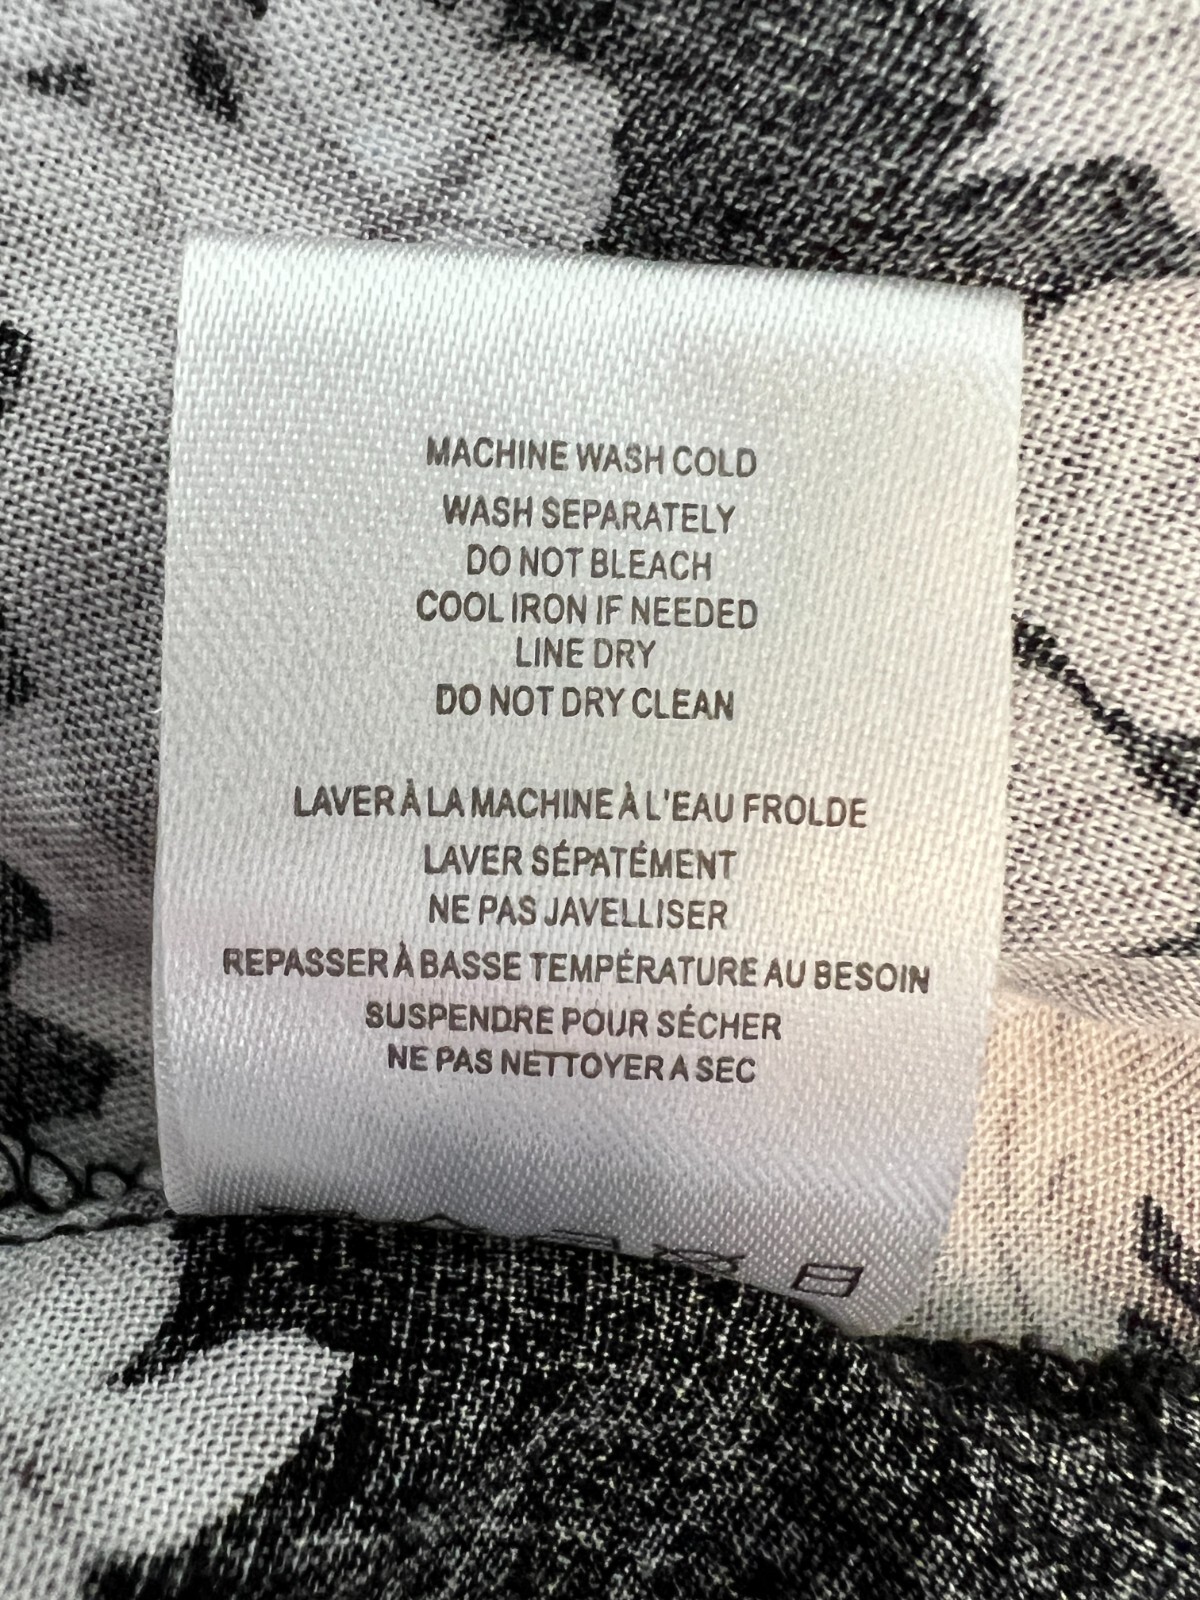 MACHINE WASH COLD
WASH SEPARATELY
DO NOT BLEACH
COOL IRON IF NEEDED
LINE DRY
DO NOT DRY CLEAN
LAVER À LA MACHINE À L'EAU FROLDE
LAVER SÉPATÉMENT
NE PAS JAVELLISER
REPASSER À BASSE TEMPÉRATURE AU BESOIN
SUSPENDRE POUR SÉCHER
NE PAS NETTOYER A SEC